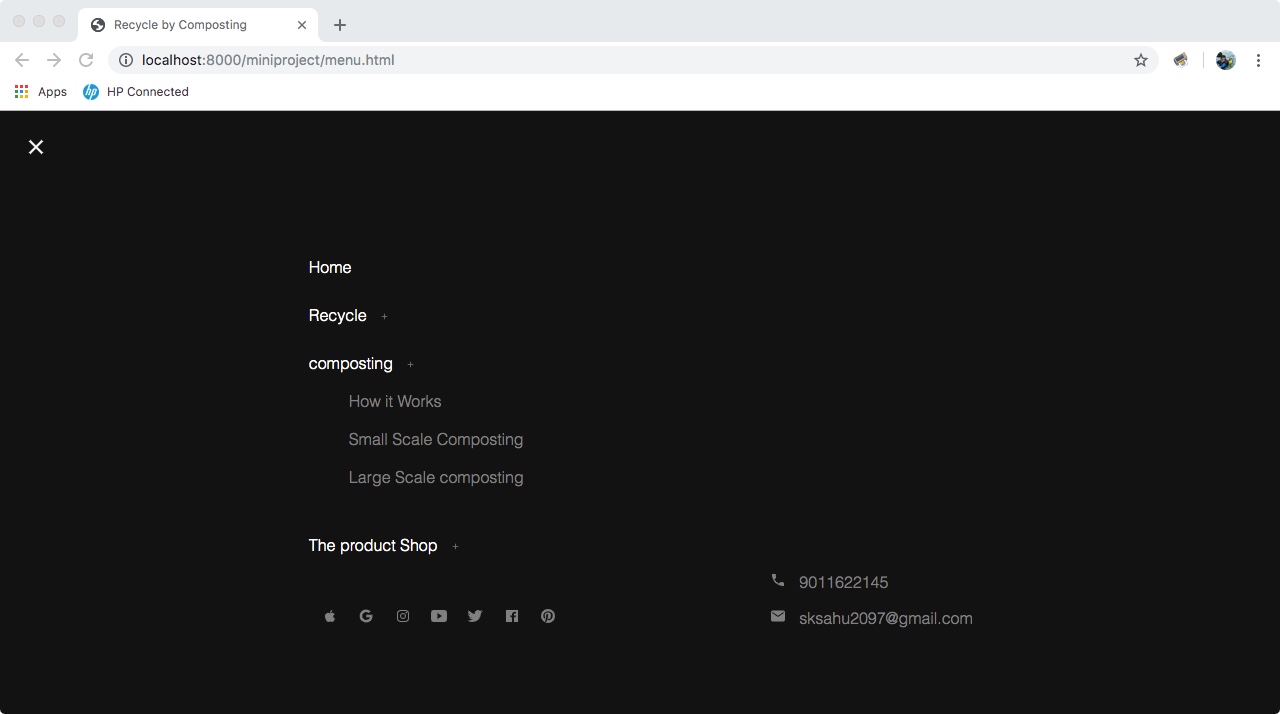 Recycle by Composting
localhost:8000/miniproject/menu.html
Apps
hp HP Connected
Home
Recycle +
composting +
How it Works
Small Scale Composting
Large Scale composting
The product Shop +
9011622145
sksahu2097@gmail.com